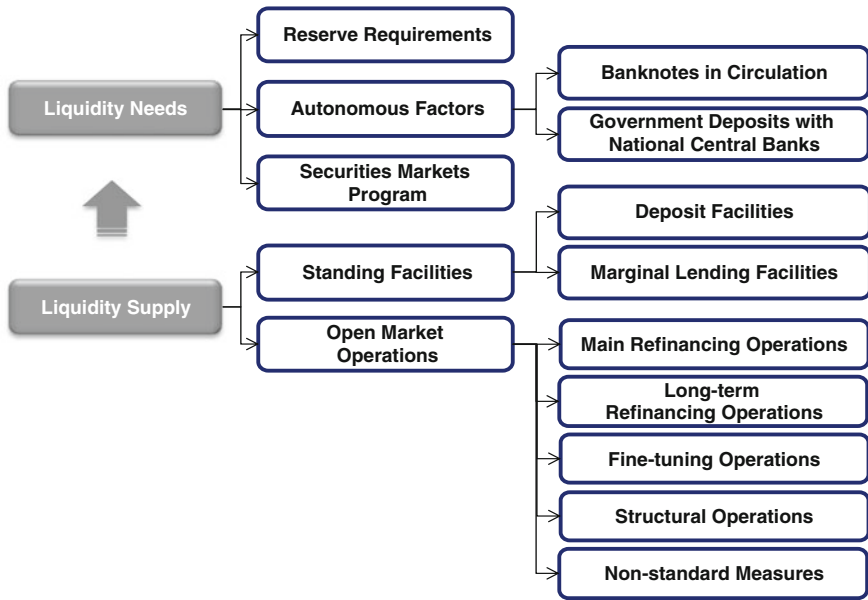 Reserve Requirements
Liquidity Needs
Autonomous Factors
Banknotes in Circulation
Government Deposits with
National Central Banks
Securities Markets
Program
Liquidity Supply
Standing Facilities
Deposit Facilities
Marginal Lending Facilities
Open Market
Operations
Main Refinancing Operations
Long-term
Refinancing Operations
Fine-tuning Operations
Structural Operations
Non-standard Measures